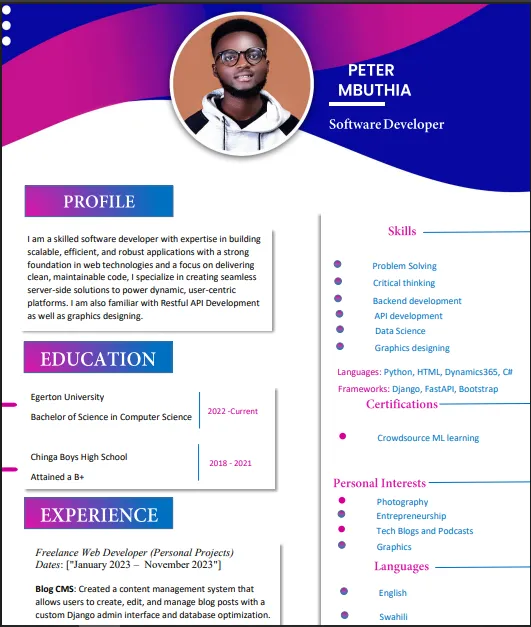 PETER
MBUTHIA
Software Developer
PROFILE
I am a skilled software developer with expertise in building
scalable, efficient, and robust applications with a strong
foundation in web technologies and a focus on delivering
clean, maintainable code, I specialize in creating seamless
server-side solutions to power dynamic, user-centric
platforms. I am also familiar with Restful API Development
as well as graphics designing.
EDUCATION
Egerton University
Bachelor of Science in Computer Science
2022 -Current
Chinga Boys High School
Attained a B+
2018 - 2021
EXPERIENCE
Freelance Web Developer (Personal Projects)
Dates: ["January 2023 – November 2023"]
Blog CMS: Created a content management system that
allows users to create, edit, and manage blog posts with a
custom Django admin interface and database optimization.
Skills
Problem Solving
Critical thinking
Backend development
API development
Data Science
Graphics designing
Languages: Python, HTML, Dynamics365, C#
Frameworks: Django, FastAPI, Bootstrap
Certifications
Crowdsource ML learning
Personal Interests
Photography
Entrepreneurship
Tech Blogs and Podcasts
Graphics
Languages
English
Swahili